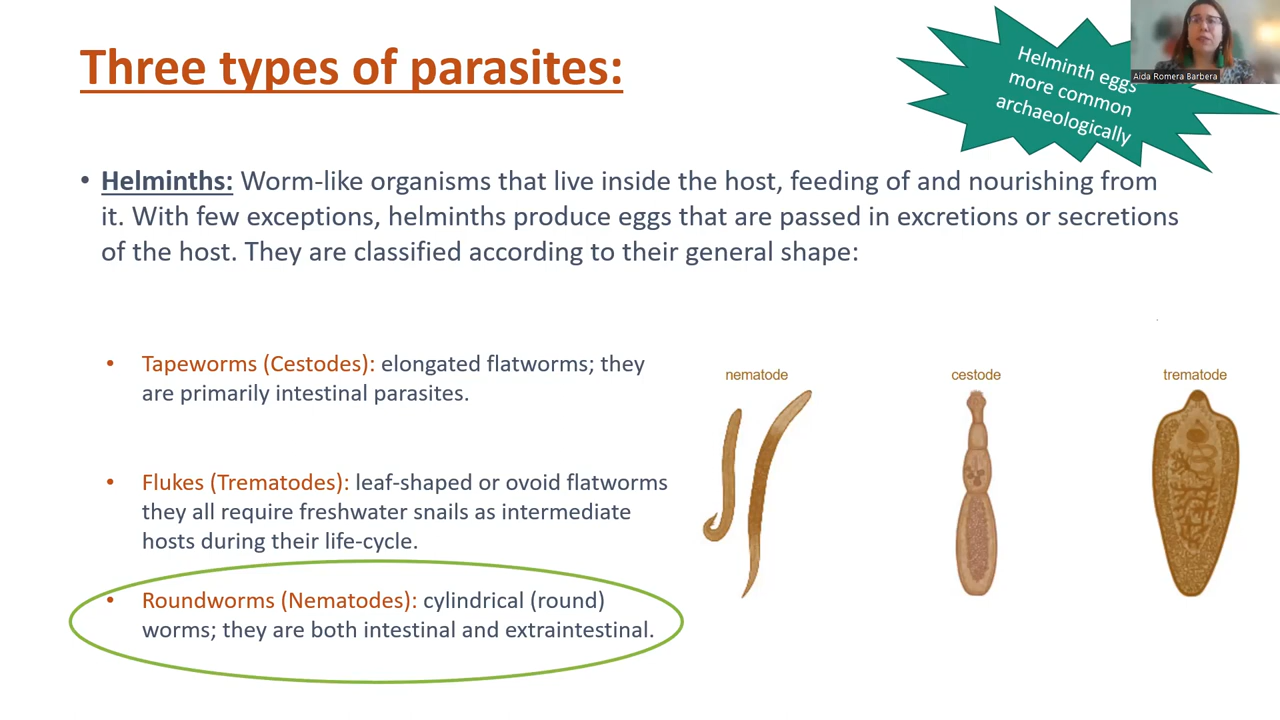 Three types of parasites:
Helminth eggs
more common
archaeologically
Aida Romera Barbera
• Helminths: Worm-like organisms that live inside the host, feeding of and nourishing from
it. With few exceptions, helminths produce eggs that are passed in excretions or secretions
of the host. They are classified according to their general shape:
• Tapeworms (Cestodes): elongated flatworms; they
are primarily intestinal parasites.
• Flukes (Trematodes): leaf-shaped or ovoid flatworms
they all require freshwater snails as intermediate
hosts during their life-cycle.
• Roundworms (Nematodes): cylindrical (round)
worms; they are both intestinal and extraintestinal.
nematode
cestode
trematode